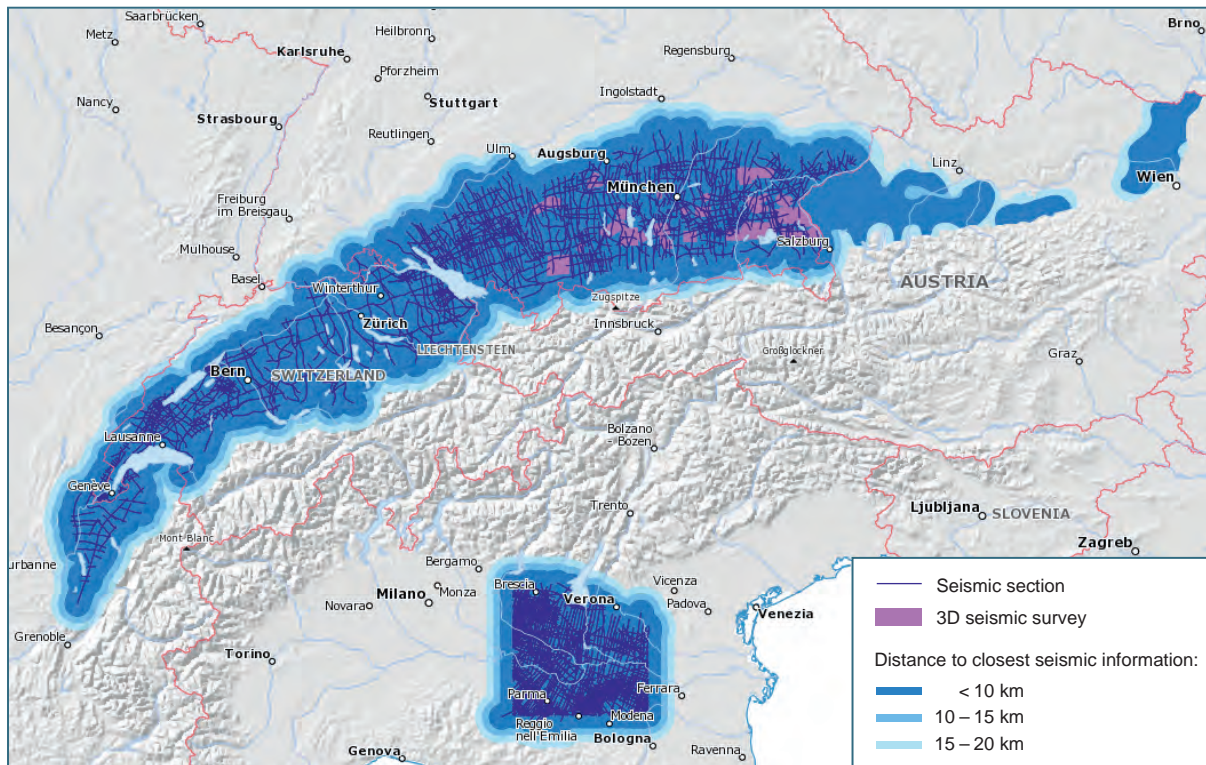 Saarbrücken
Metz
Karlsruhe
Heilbronn
Regensburg
Brno
Pforzheim
Stuttgart
Ingolstadt
Nancy
Strasbourg
Reutlingen
Ulm
Augsburg
Linz
München
Wien
Freiburg
im Breisgau
Mulhouse
Salzburg
Basel
Winterthur
Zugspitze
AUSTRIA
Zürich
Innsbruck
Besançon
LIECHTENSTEIN
Großglockner
Graz
Bern
SWITZERLAND
Lausanne
Bolzano
- Bozen
Genève
Trento
Ljubljana
SLOVENIA
Mont Blanc
Zagreb
urbanne
Bergamo
Brescia
Vicenza
Milano
Monza
Verona
Padova
Venezia
Novara
Grenoble
Torino
Parma
Ferrara
Reggio
nell'Emilia
Modena
Bologna
Genova
Ravenna
Seismic section
3D seismic survey
Distance to closest seismic information:
< 10 km
10 – 15 km
15 – 20 km